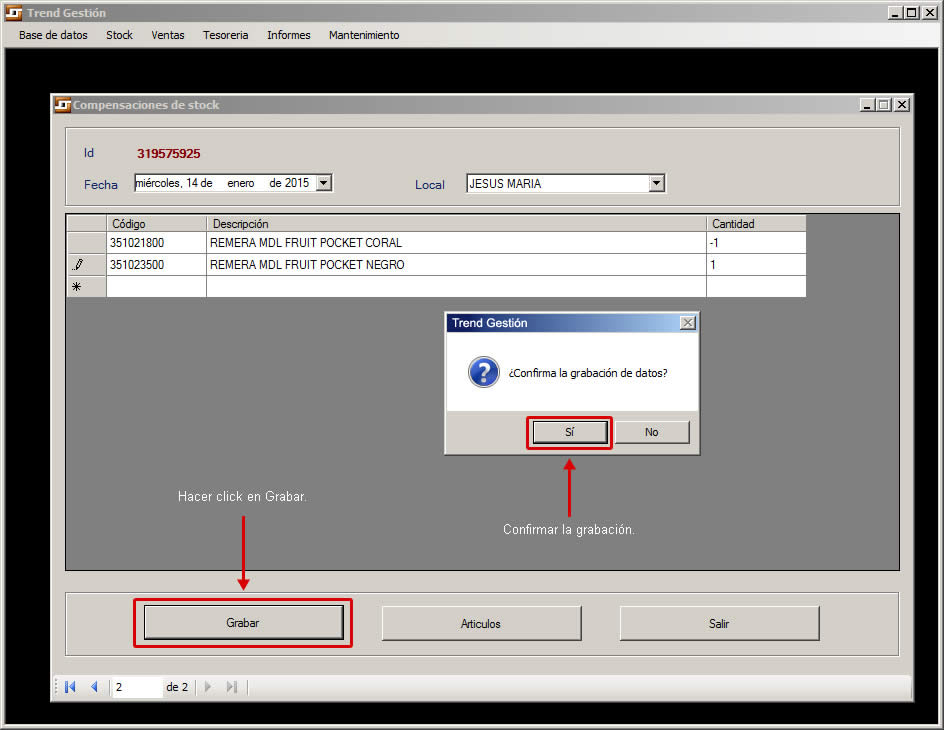 Trend Gestión
Base de datos Stock Ventas Tesoreria Informes Mantenimiento
Compensaciones de stock
Id 319575925
Fecha miércoles, 14 de enero de 2015 Local JESUS MARIA
Código Descripción Cantidad
351021800 REMERA MDL FRUIT POCKET CORAL -1
351023500 REMERA MDL FRUIT POCKET NEGRO 1
Trend Gestión
¿Confirma la grabación de datos?
Sí No
Hacer click en Grabar.
Confirmar la grabación.
Grabar Articulos Salir
2 de 2